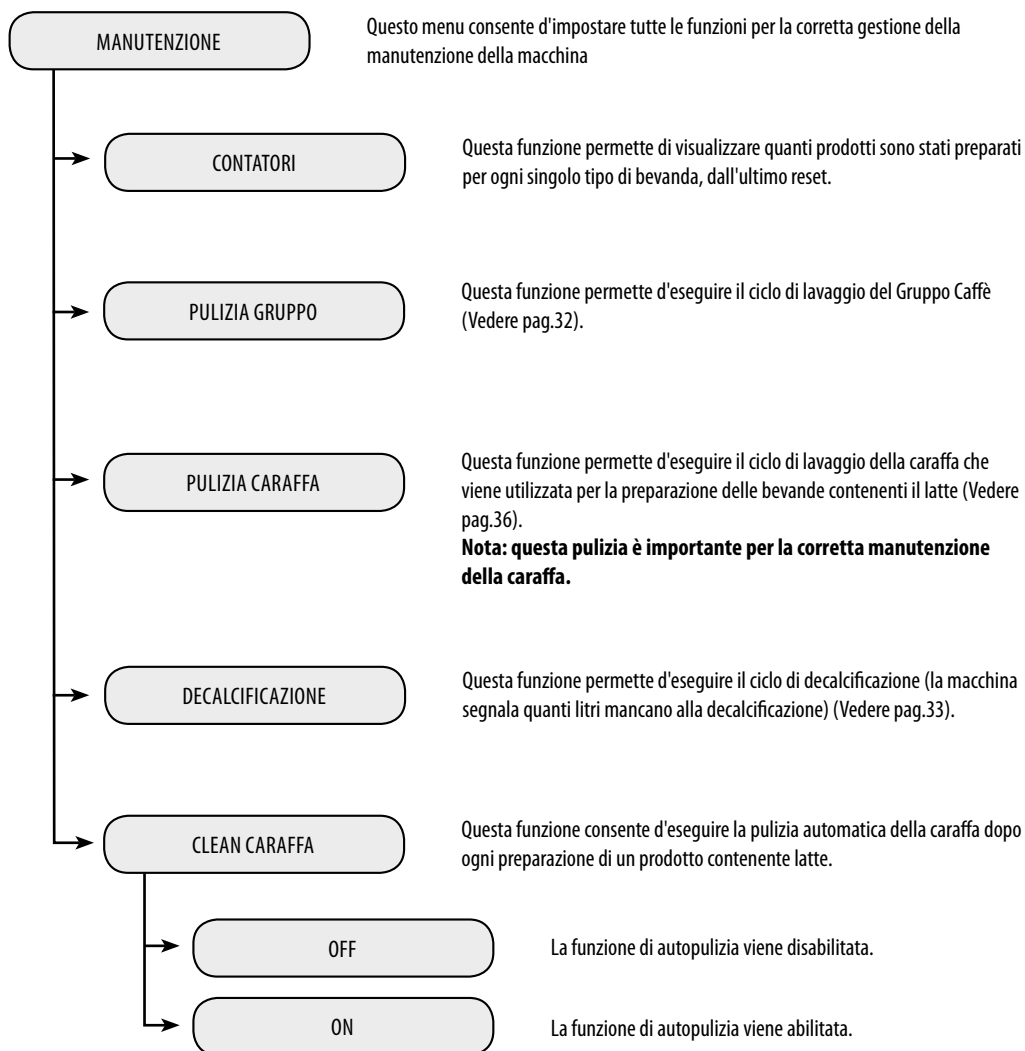 MANUTENZIONE
Questo menu consente d'impostare tutte le funzioni per la corretta gestione della
manutenzione della macchina
CONTATORI
Questa funzione permette di visualizzare quanti prodotti sono stati preparati
per ogni singolo tipo di bevanda, dall'ultimo reset.
PULIZIA GRUPPO
Questa funzione permette d'eseguire il ciclo di lavaggio del Gruppo Caffè
(Vedere pag.32).
PULIZIA CARAFFA
Questa funzione permette d'eseguire il ciclo di lavaggio della caraffa che
viene utilizzata per la preparazione delle bevande contenenti il latte (Vedere
pag.36).
Nota: questa pulizia è importante per la corretta manutenzione
della caraffa.
DECALCIFICAZIONE
Questa funzione permette d'eseguire il ciclo di decalcificazione (la macchina
segnala quanti litri mancano alla decalcificazione) (Vedere pag.33).
CLEAN CARAFFA
Questa funzione consente d'eseguire la pulizia automatica della caraffa dopo
ogni preparazione di un prodotto contenente latte.
OFF
La funzione di autopulizia viene disabilitata.
ON
La funzione di autopulizia viene abilitata.